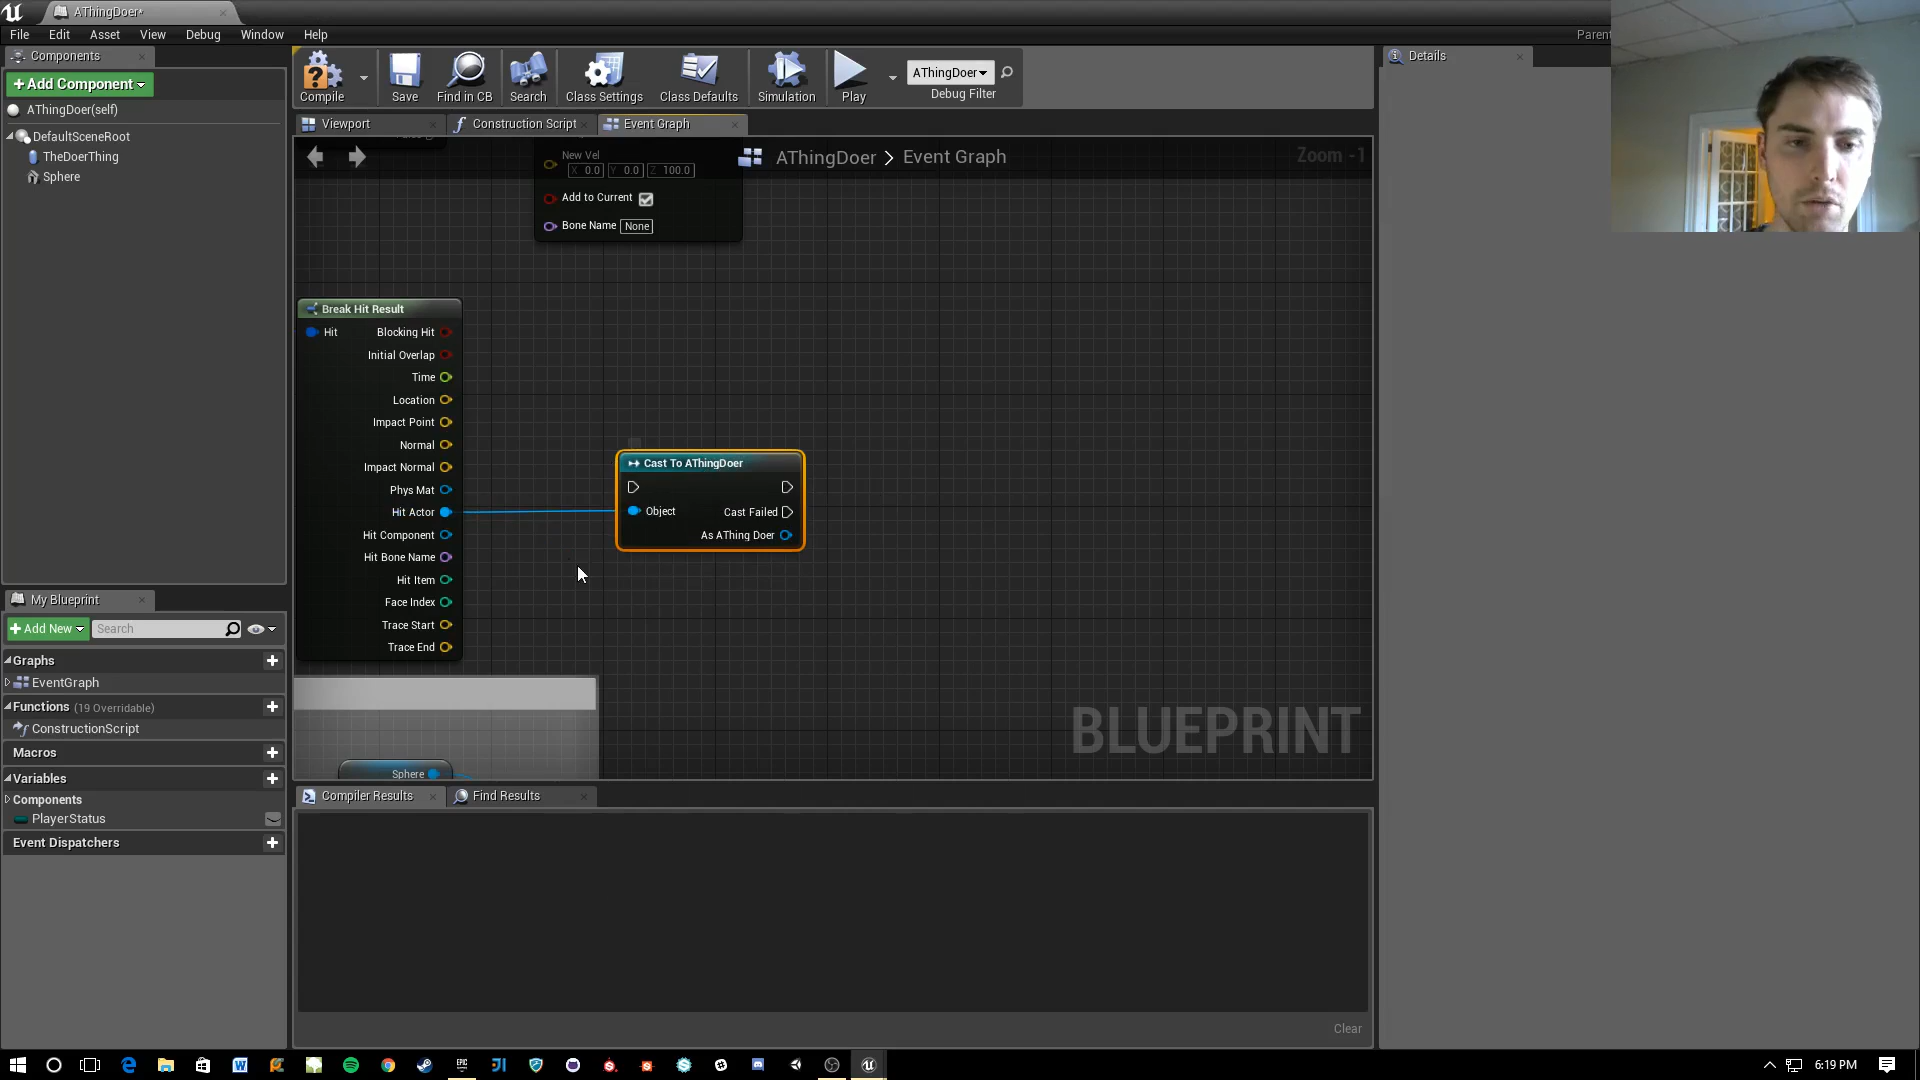 AThingDoer*
File Edit Asset View Debug Window Help
Parent
Components
+Add Component
AThingDoer(self)
DefaultSceneRoot
TheDoerThing
Sphere
Compile Save Find in CB Search Class Settings Class Defaults Simulation Play
AThingDoer
Debug Filter
Details
Viewport Construction Script Event Graph
AThingDoer > Event Graph
Zoom -1
New Vel
X 0.0 Y 0.0 Z 100.0
Add to Current
Bone Name None
Break Hit Result
Hit Blocking Hit
Initial Overlap
Time
Location
Impact Point
Normal
Impact Normal
Phys Mat
Hit Actor
Hit Component
Hit Bone Name
Hit Item
Face Index
Trace Start
Trace End
Cast To AThingDoer
Object Cast Failed
As AThing Doer
Sphere
BLUEPRINT
My Blueprint
+Add New Search
Graphs
EventGraph
Functions (19 Overridable)
ConstructionScript
Macros
Variables
Components
PlayerStatus
Event Dispatchers
Compiler Results Find Results
Clear
6:19 PM